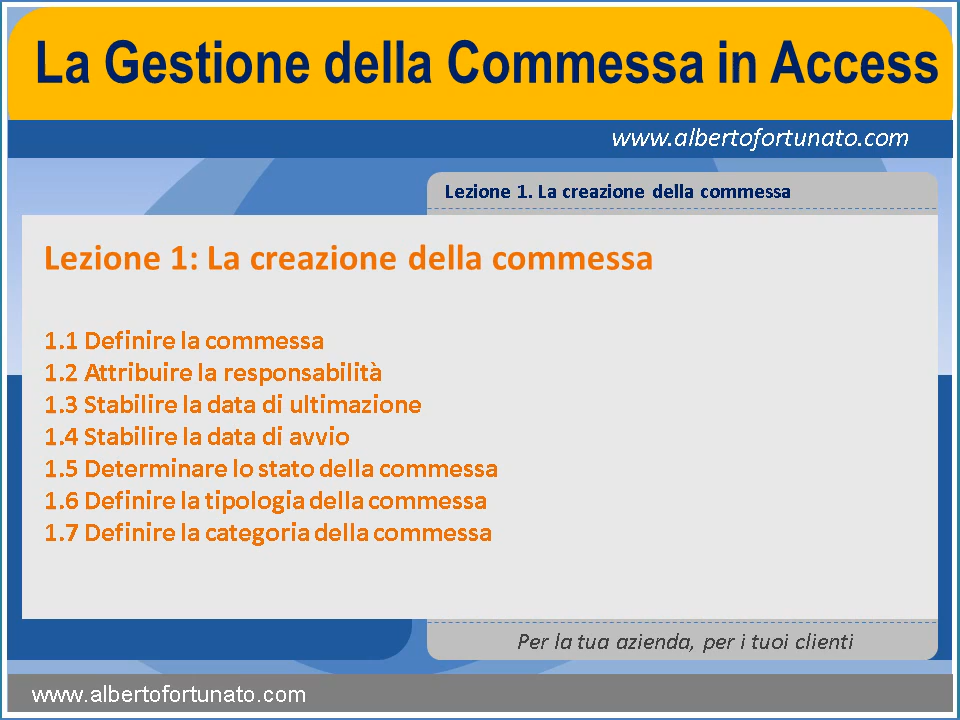 La Gestione della Commessa in Access
www.albertofortunato.com
Lezione 1. La creazione della commessa
Lezione 1: La creazione della commessa
1.1 Definire la commessa
1.2 Attribuire la responsabilità
1.3 Stabilire la data di ultimazione
1.4 Stabilire la data di avvio
1.5 Determinare lo stato della commessa
1.6 Definire la tipologia della commessa
1.7 Definire la categoria della commessa
Per la tua azienda, per i tuoi clienti
www.albertofortunato.com